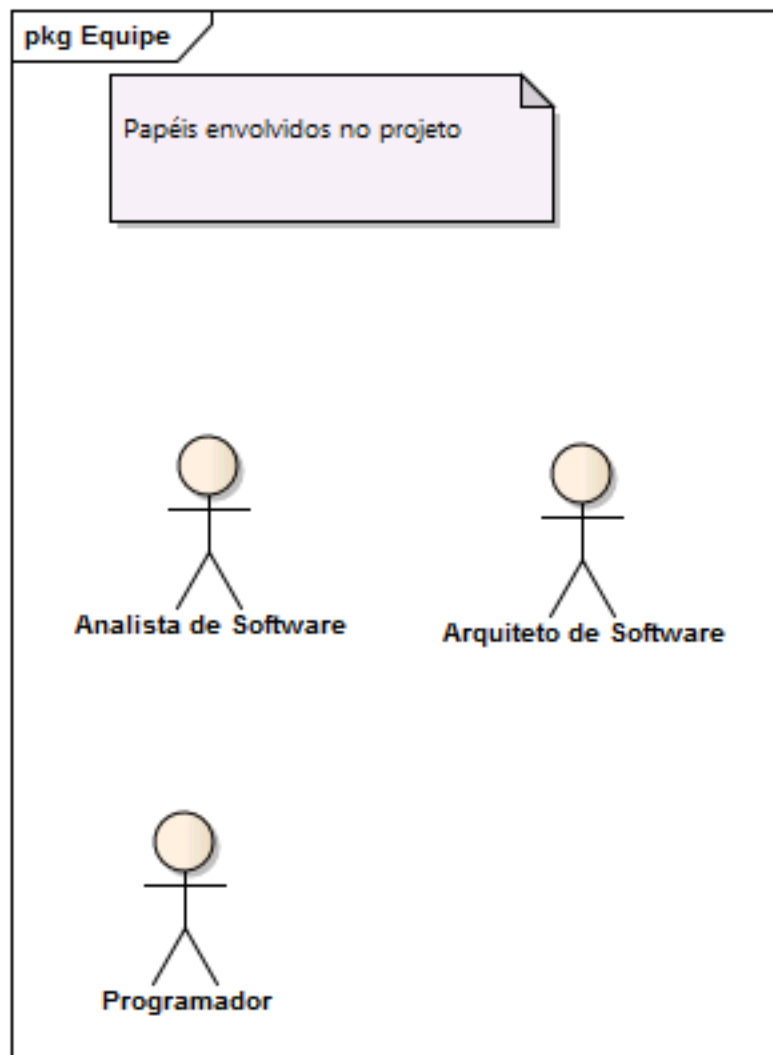 pkg Equipe
Papéis envolvidos no projeto
Analista de Software
Arquiteto de Software
Programador